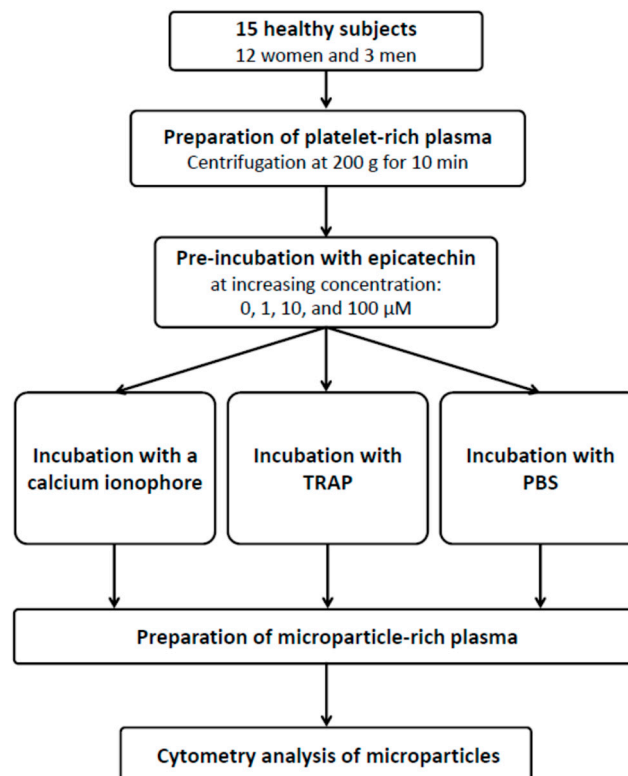 15 healthy subjects
12 women and 3 men
Preparation of platelet-rich plasma
Centrifugation at 200 g for 10 min
Pre-incubation with epicatechin
at increasing concentration:
0, 1, 10, and 100 µM
Incubation with a
calcium ionophore
Incubation with
TRAP
Incubation with
PBS
Preparation of microparticle-rich plasma
Cytometry analysis of microparticles